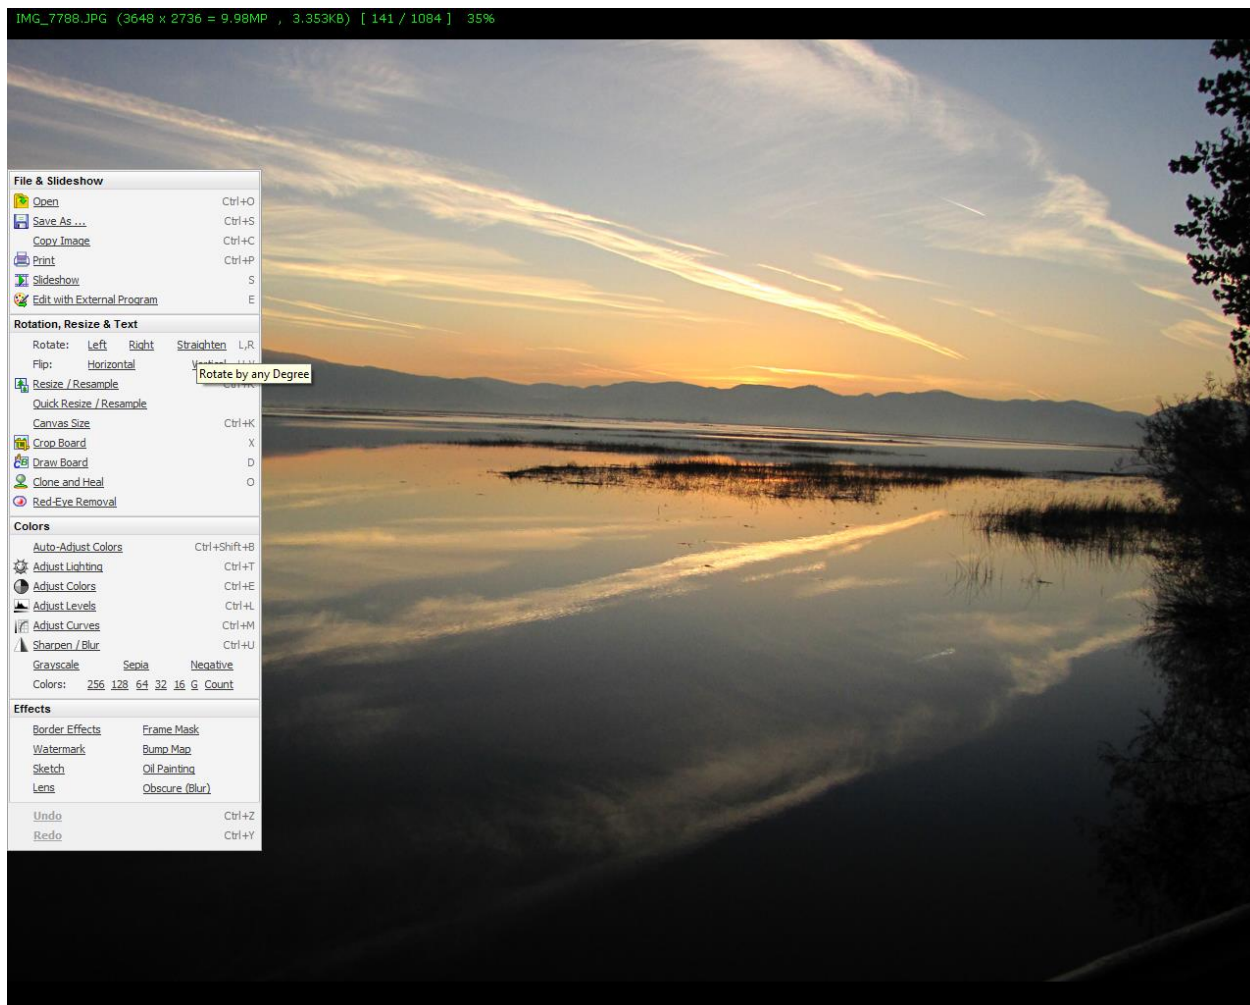 IMG_7788.JPG (3648 x 2736 = 9.98MP , 3.353KB) [ 141 / 1084 ] 35%
File & Slideshow
Open Ctrl+O
Save As ... Ctrl+S
Copy Image Ctrl+C
Print Ctrl+P
Slideshow S
Edit with External Program E
Rotation, Resize & Text
Rotate: Left Right Straighten L,R
Flip: Horizontal
Rotate by any Degree
Resize / Resample
Quick Resize / Resample
Canvas Size Ctrl+K
Crop Board X
Draw Board D
Clone and Heal O
Red-Eye Removal
Colors
Auto-Adjust Colors Ctrl+Shift+B
Adjust Lighting Ctrl+T
Adjust Colors Ctrl+E
Adjust Levels Ctrl+L
Adjust Curves Ctrl+M
Sharpen / Blur Ctrl+U
Grayscale Sepia Negative
Colors: 256 128 64 32 16 G Count
Effects
Border Effects Frame Mask
Watermark Bump Map
Sketch Oil Painting
Lens Obscure (Blur)
Undo Ctrl+Z
Redo Ctrl+Y